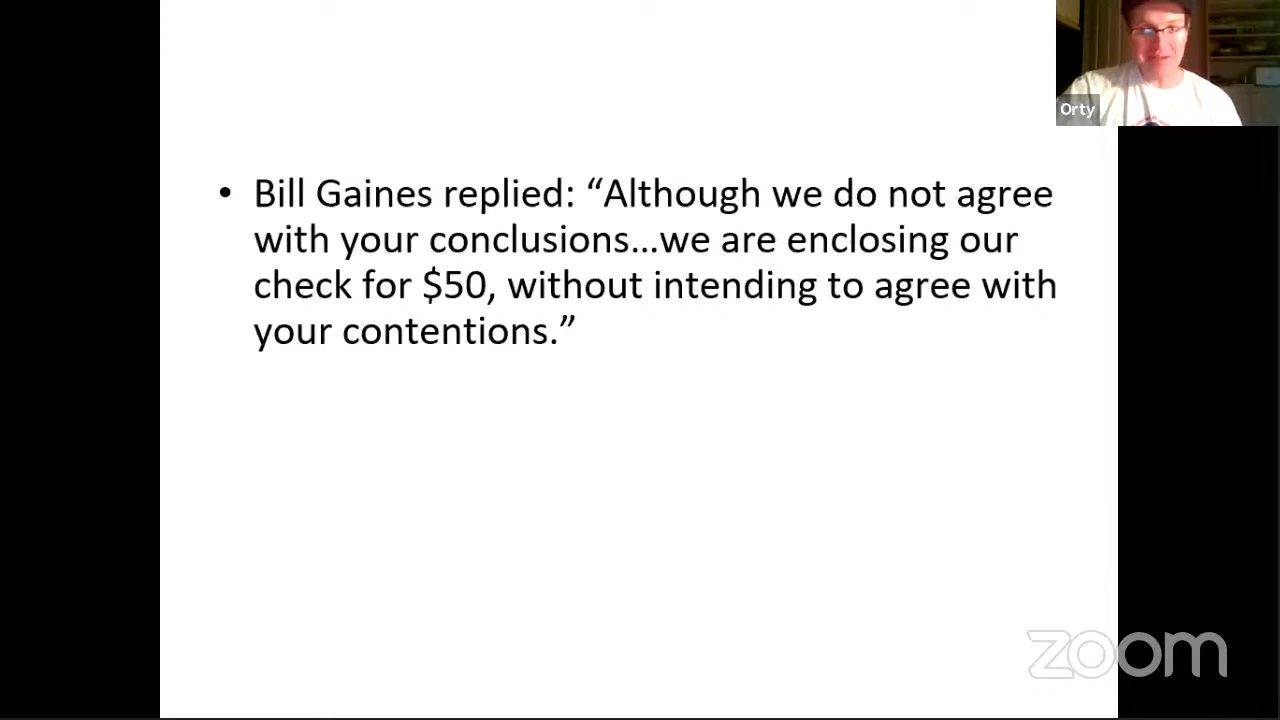 Orty
• Bill Gaines replied: “Although we do not agree
with your conclusions…we are enclosing our
check for $50, without intending to agree with
your contentions.”
zoom